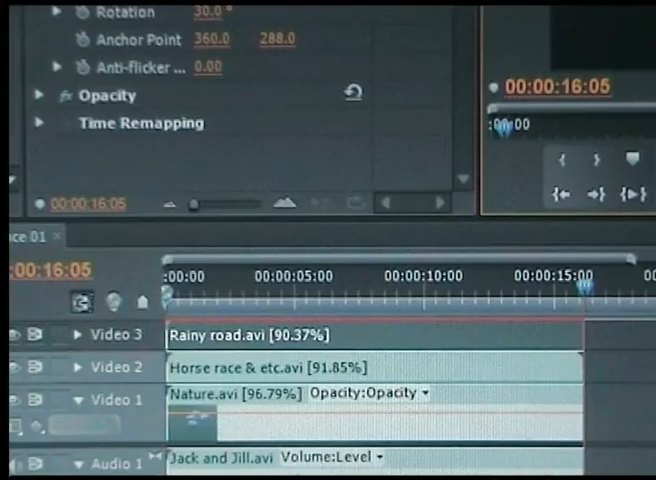 Rotation 30.0 °
Anchor Point 360.0 288.0
Anti-flicker ... 0.00
fx Opacity
Time Remapping
00:00:16:05
00:00:16:05
:00:00
ce 01 ×
:00:16:05
:00:00 00:00:05:00 00:00:10:00 00:00:15:00 00
Video 3 Rainy road.avi [90.37%]
Video 2 Horse race & etc.avi [91.85%]
Video 1 Nature.avi [96.79%] Opacity:Opacity
Audio 1 Jack and Jill.avi Volume:Level